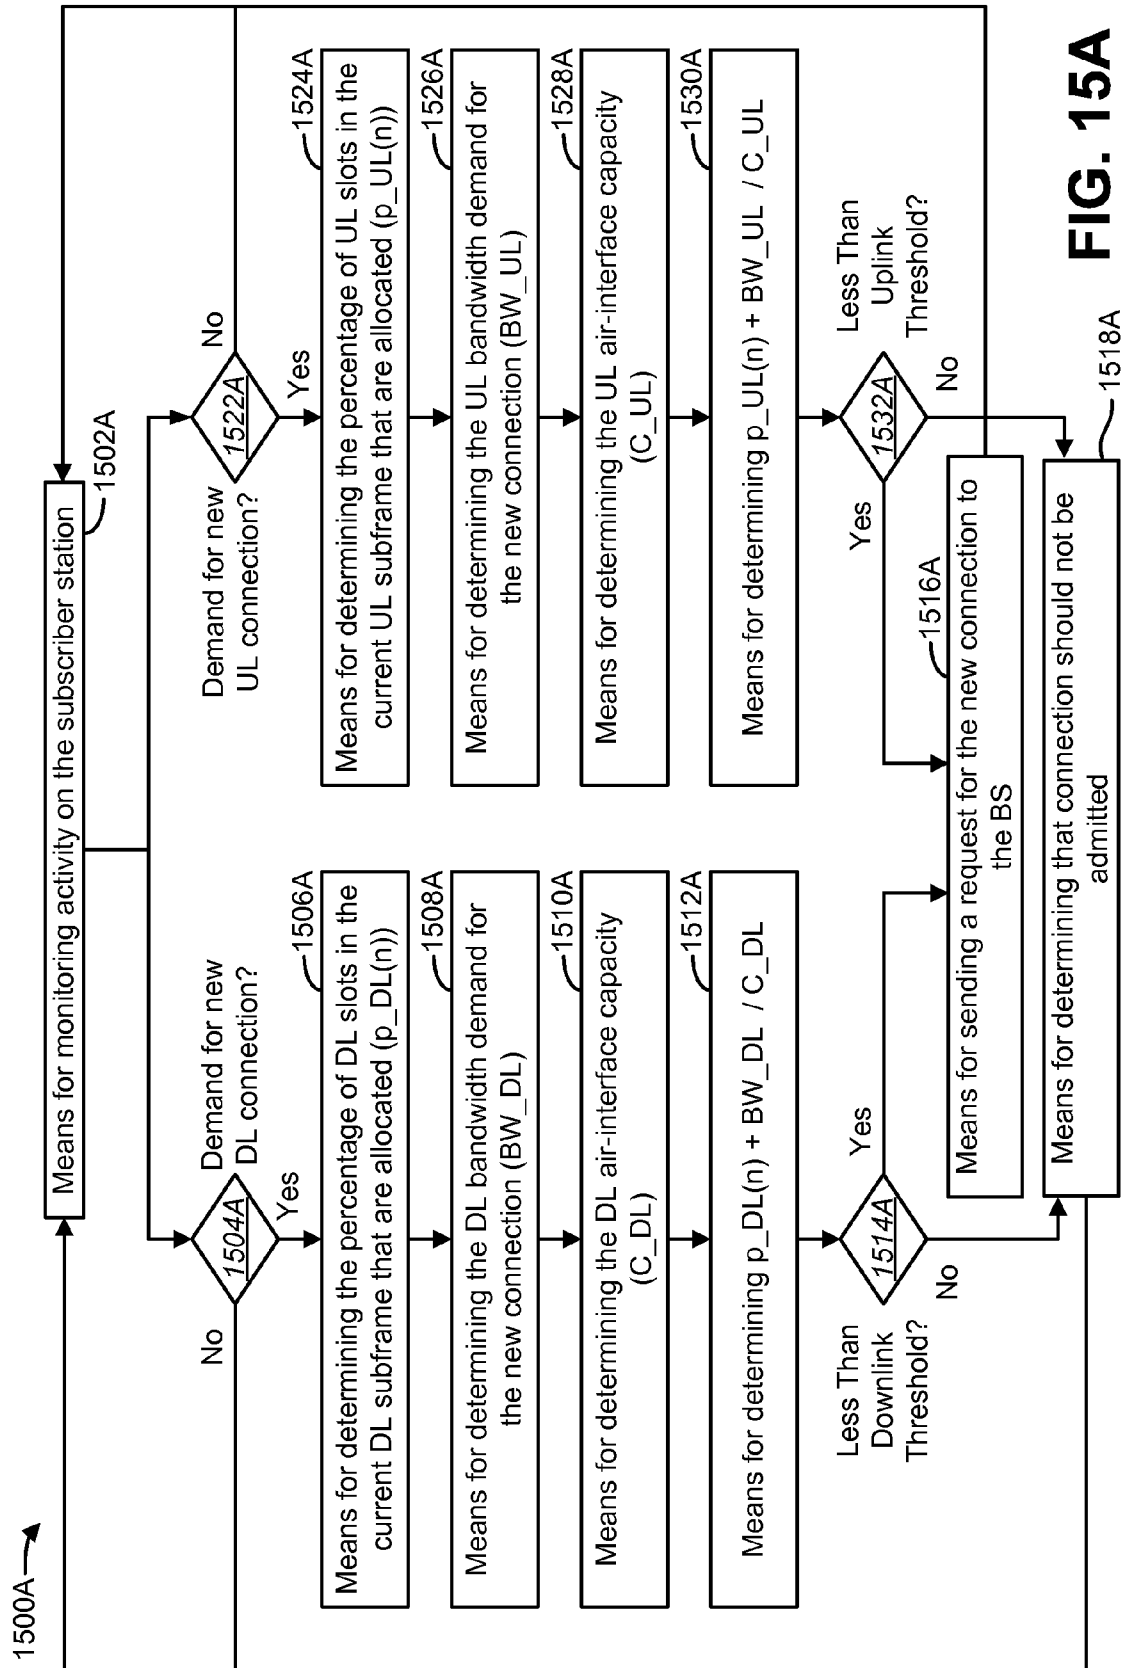 1500A
Means for monitoring activity on the subscriber station
1502A
Demand for new
DL connection?
1504A
No
Yes
Demand for new
UL connection?
1522A
No
Yes
1506A
Means for determining the percentage of DL slots in the
current DL subframe that are allocated (p_DL(n))
1508A
Means for determining the DL bandwidth demand for
the new connection (BW_DL)
1510A
Means for determining the DL air-interface capacity
(C_DL)
1512A
Means for determining p_DL(n) + BW_DL / C_DL
Less Than
Downlink
Threshold?
1514A
Yes
No
1524A
Means for determining the percentage of UL slots in the
current UL subframe that are allocated (p_UL(n))
1526A
Means for determining the UL bandwidth demand for
the new connection (BW_UL)
1528A
Means for determining the UL air-interface capacity
(C_UL)
1530A
Means for determining p_UL(n) + BW_UL / C_UL
Less Than
Uplink
Threshold?
1532A
Yes
No
1516A
Means for sending a request for the new connection to
the BS
Means for determining that connection should not be
admitted
1518A
FIG. 15A